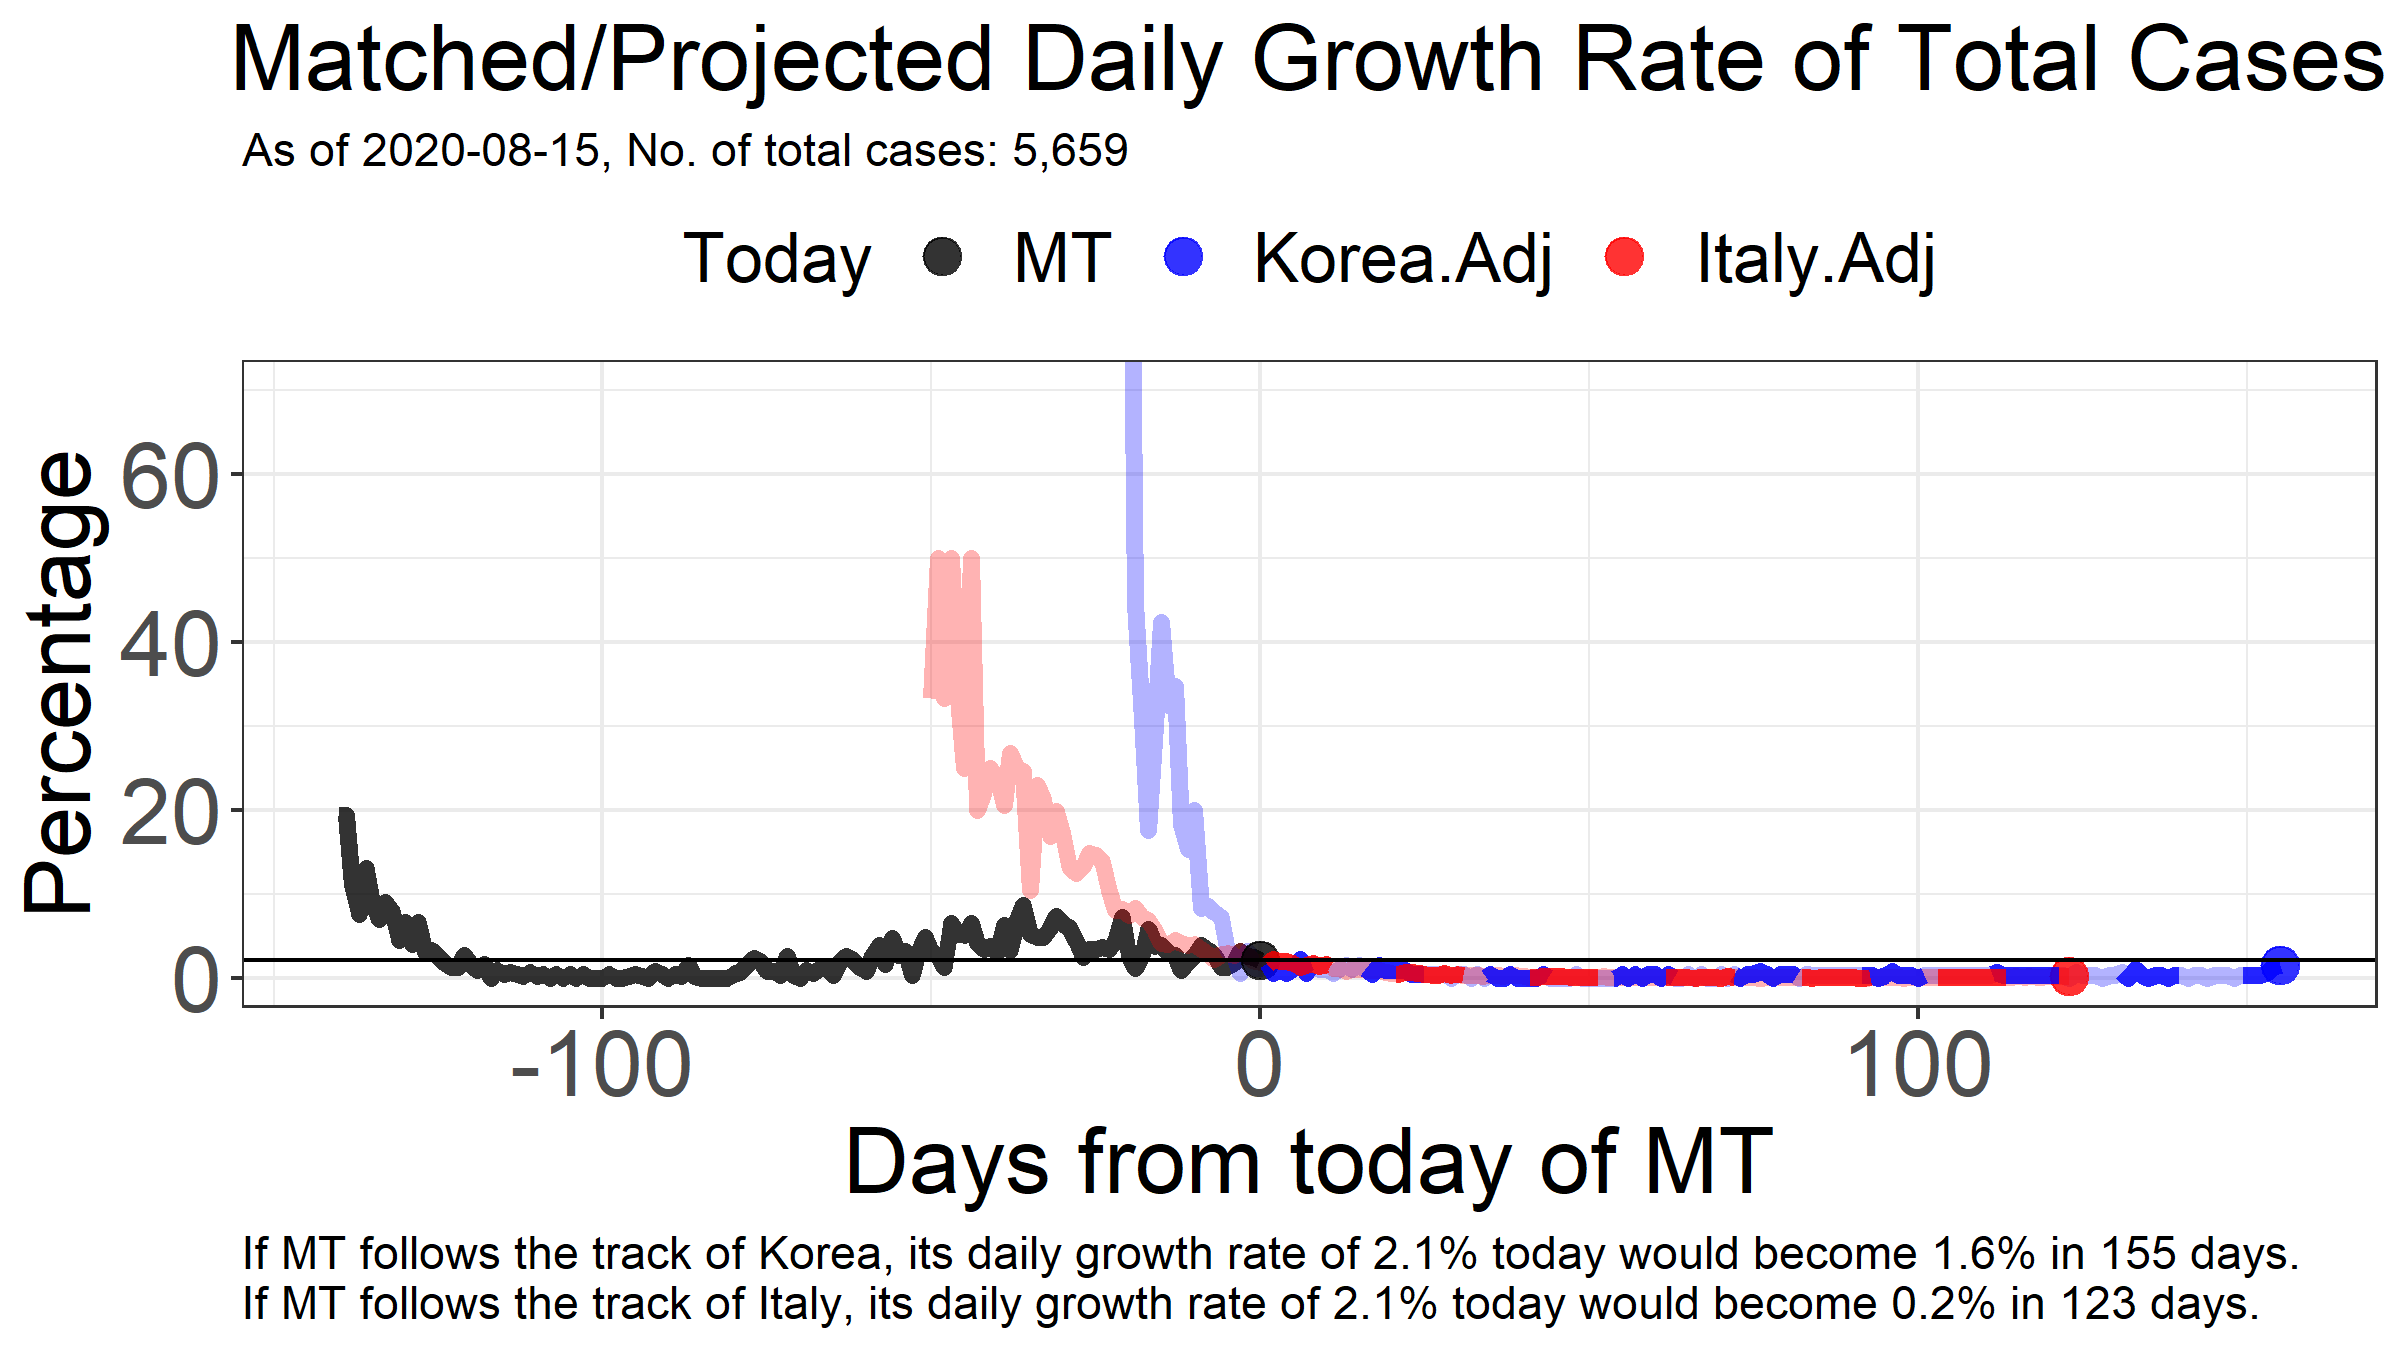 Matched/Projected Daily Growth Rate of Total Cases
As of 2020-08-15, No. of total cases: 5,659
Today MT Korea.Adj Italy.Adj
Percentage
60
40
20
0
-100 0 100
Days from today of MT
If MT follows the track of Korea, its daily growth rate of 2.1% today would become 1.6% in 155 days.
If MT follows the track of Italy, its daily growth rate of 2.1% today would become 0.2% in 123 days.